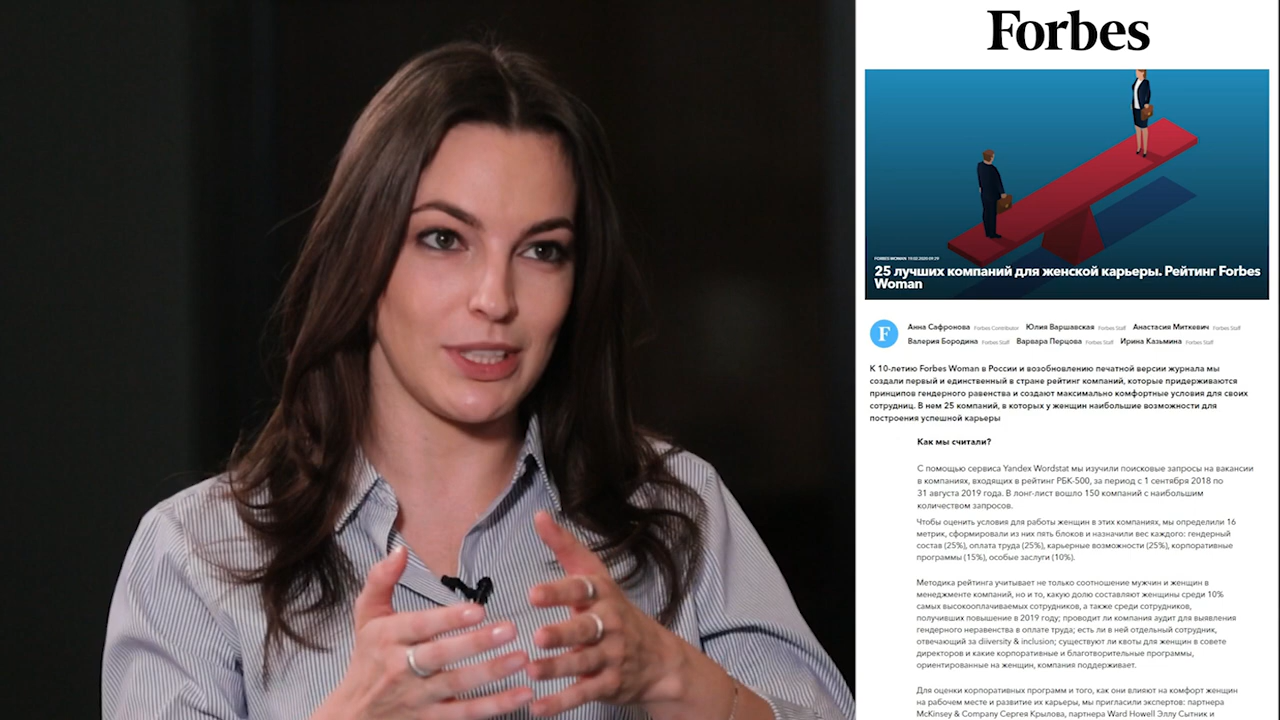 Forbes
FORBES WOMAN 19.02.2020 09:29
25 лучших компаний для женской карьеры. Рейтинг Forbes
Woman
F
Анна Сафронова Forbes Contributor Юлия Варшавская Forbes Staff Анастасия Миткевич Forbes Staff
Валерия Бородина Forbes Staff Варвара Перцова Forbes Staff Ирина Казьмина Forbes Staff
К 10-летию Forbes Woman в России и возобновлению печатной версии журнала мы
создали первый и единственный в стране рейтинг компаний, которые придерживаются
принципов гендерного равенства и создают максимально комфортные условия для своих
сотрудниц. В нем 25 компаний, в которых у женщин наибольшие возможности для
построения успешной карьеры
Как мы считали?
С помощью сервиса Yandex Wordstat мы изучили поисковые запросы на вакансии
в компаниях, входящих в рейтинг РБК-500, за период с 1 сентября 2018 по
31 августа 2019 года. В лонг-лист вошло 150 компаний с наибольшим
количеством запросов.
Чтобы оценить условия для работы женщин в этих компаниях, мы определили 16
метрик, сформировали из них пять блоков и назначили вес каждого: гендерный
состав (25%), оплата труда (25%), карьерные возможности (25%), корпоративные
программы (15%), особые заслуги (10%).
Методика рейтинга учитывает не только соотношение мужчин и женщин в
менеджменте компаний, но и то, какую долю составляют женщины среди 10%
самых высокооплачиваемых сотрудников, а также среди сотрудников,
получивших повышение в 2019 году; проводит ли компания аудит для выявления
гендерного неравенства в оплате труда; есть ли в ней отдельный сотрудник,
отвечающий за diiversity & inclusion; существуют ли квоты для женщин в совете
директоров и какие корпоративные и благотворительные программы,
ориентированные на женщин, компания поддерживает.
Для оценки корпоративных программ и того, как они влияют на комфорт женщин
на рабочем месте и развитие их карьеры, мы пригласили экспертов: партнера
McKinsey & Company Сергея Крылова, партнера Ward Howell Эллу Сытник и